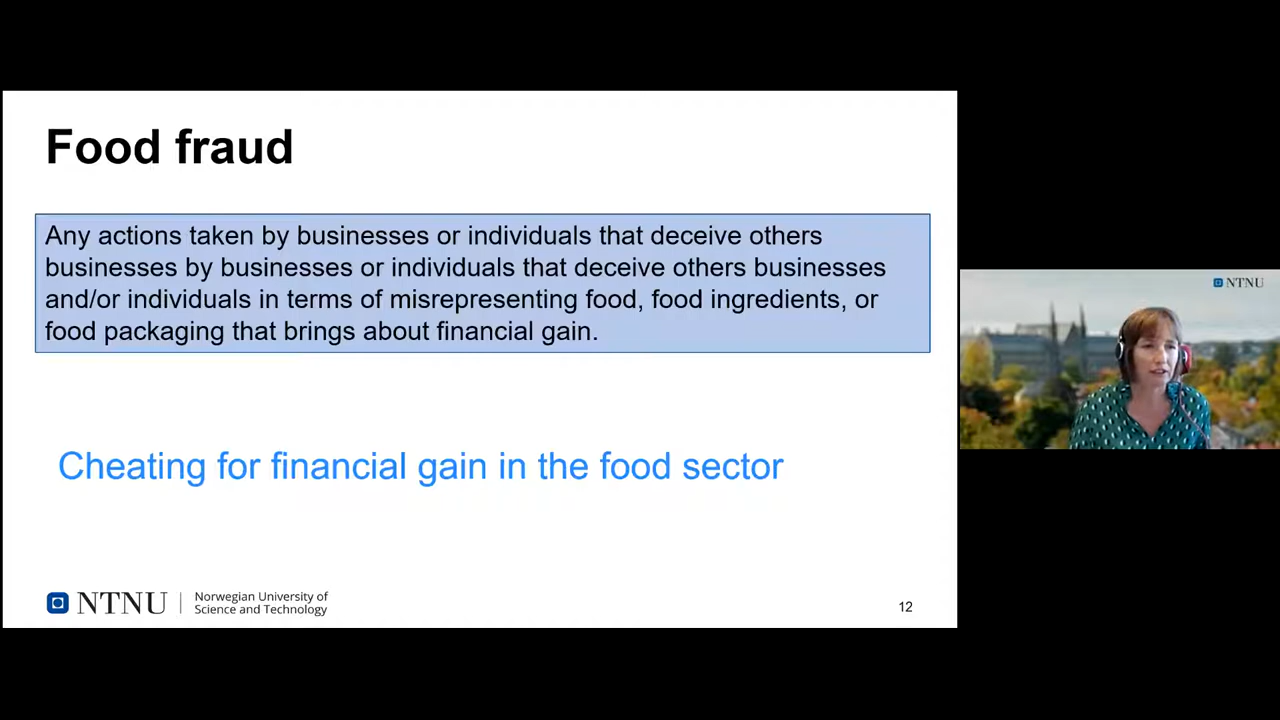 Food fraud
Any actions taken by businesses or individuals that deceive others
businesses by businesses or individuals that deceive others businesses
and/or individuals in terms of misrepresenting food, food ingredients, or
food packaging that brings about financial gain.
Cheating for financial gain in the food sector
NTNU
Norwegian University of
Science and Technology
12
NTNU